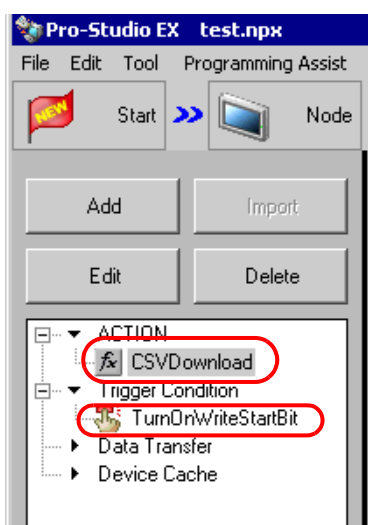 Pro-Studio EX test.npx
File Edit Tool Programming Assist
NEW Start Node
Add Import
Edit Delete
ACTION
fx CSVDownload
Trigger Condition
TurnOnWriteStartBit
Data Transfer
Device Cache